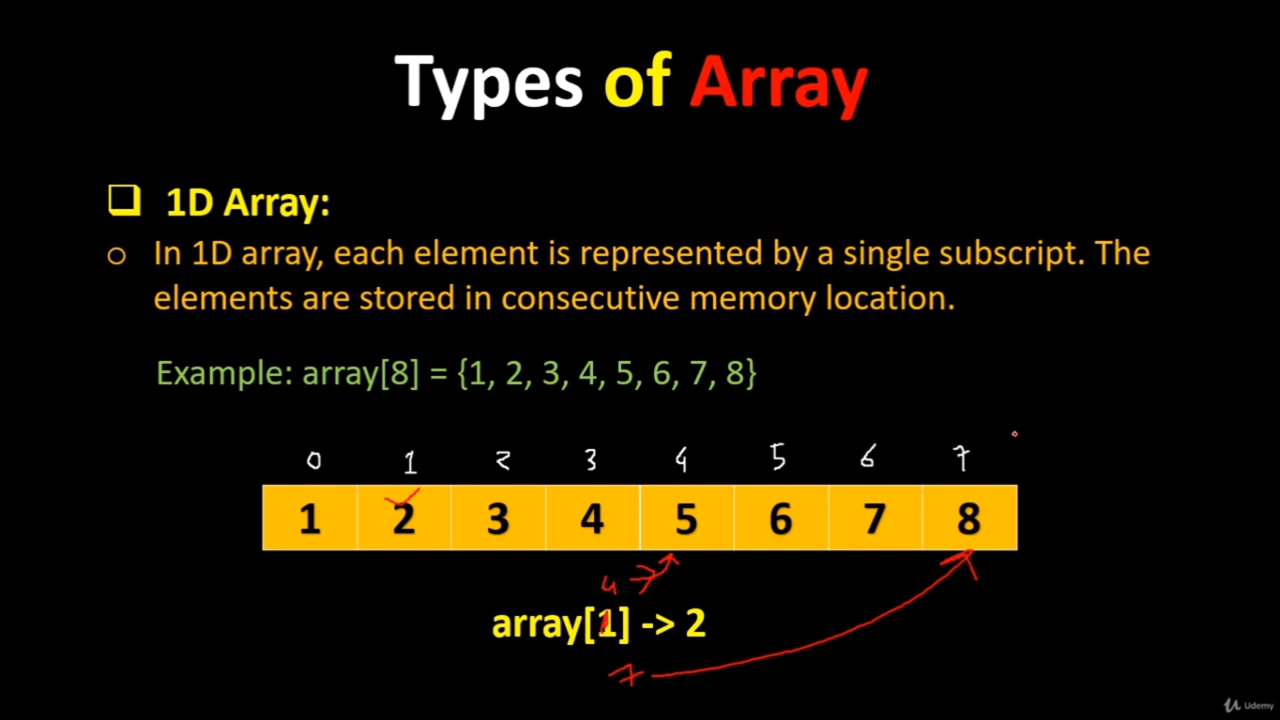 Types of Array
1D Array:
In 1D array, each element is represented by a single subscript. The
elements are stored in consecutive memory location.
Example: array[8] = {1, 2, 3, 4, 5, 6, 7, 8}
0 1 2 3 4 5 6 7
1 2 3 4 5 6 7 8
4
array[1] -> 2
7
Udemy